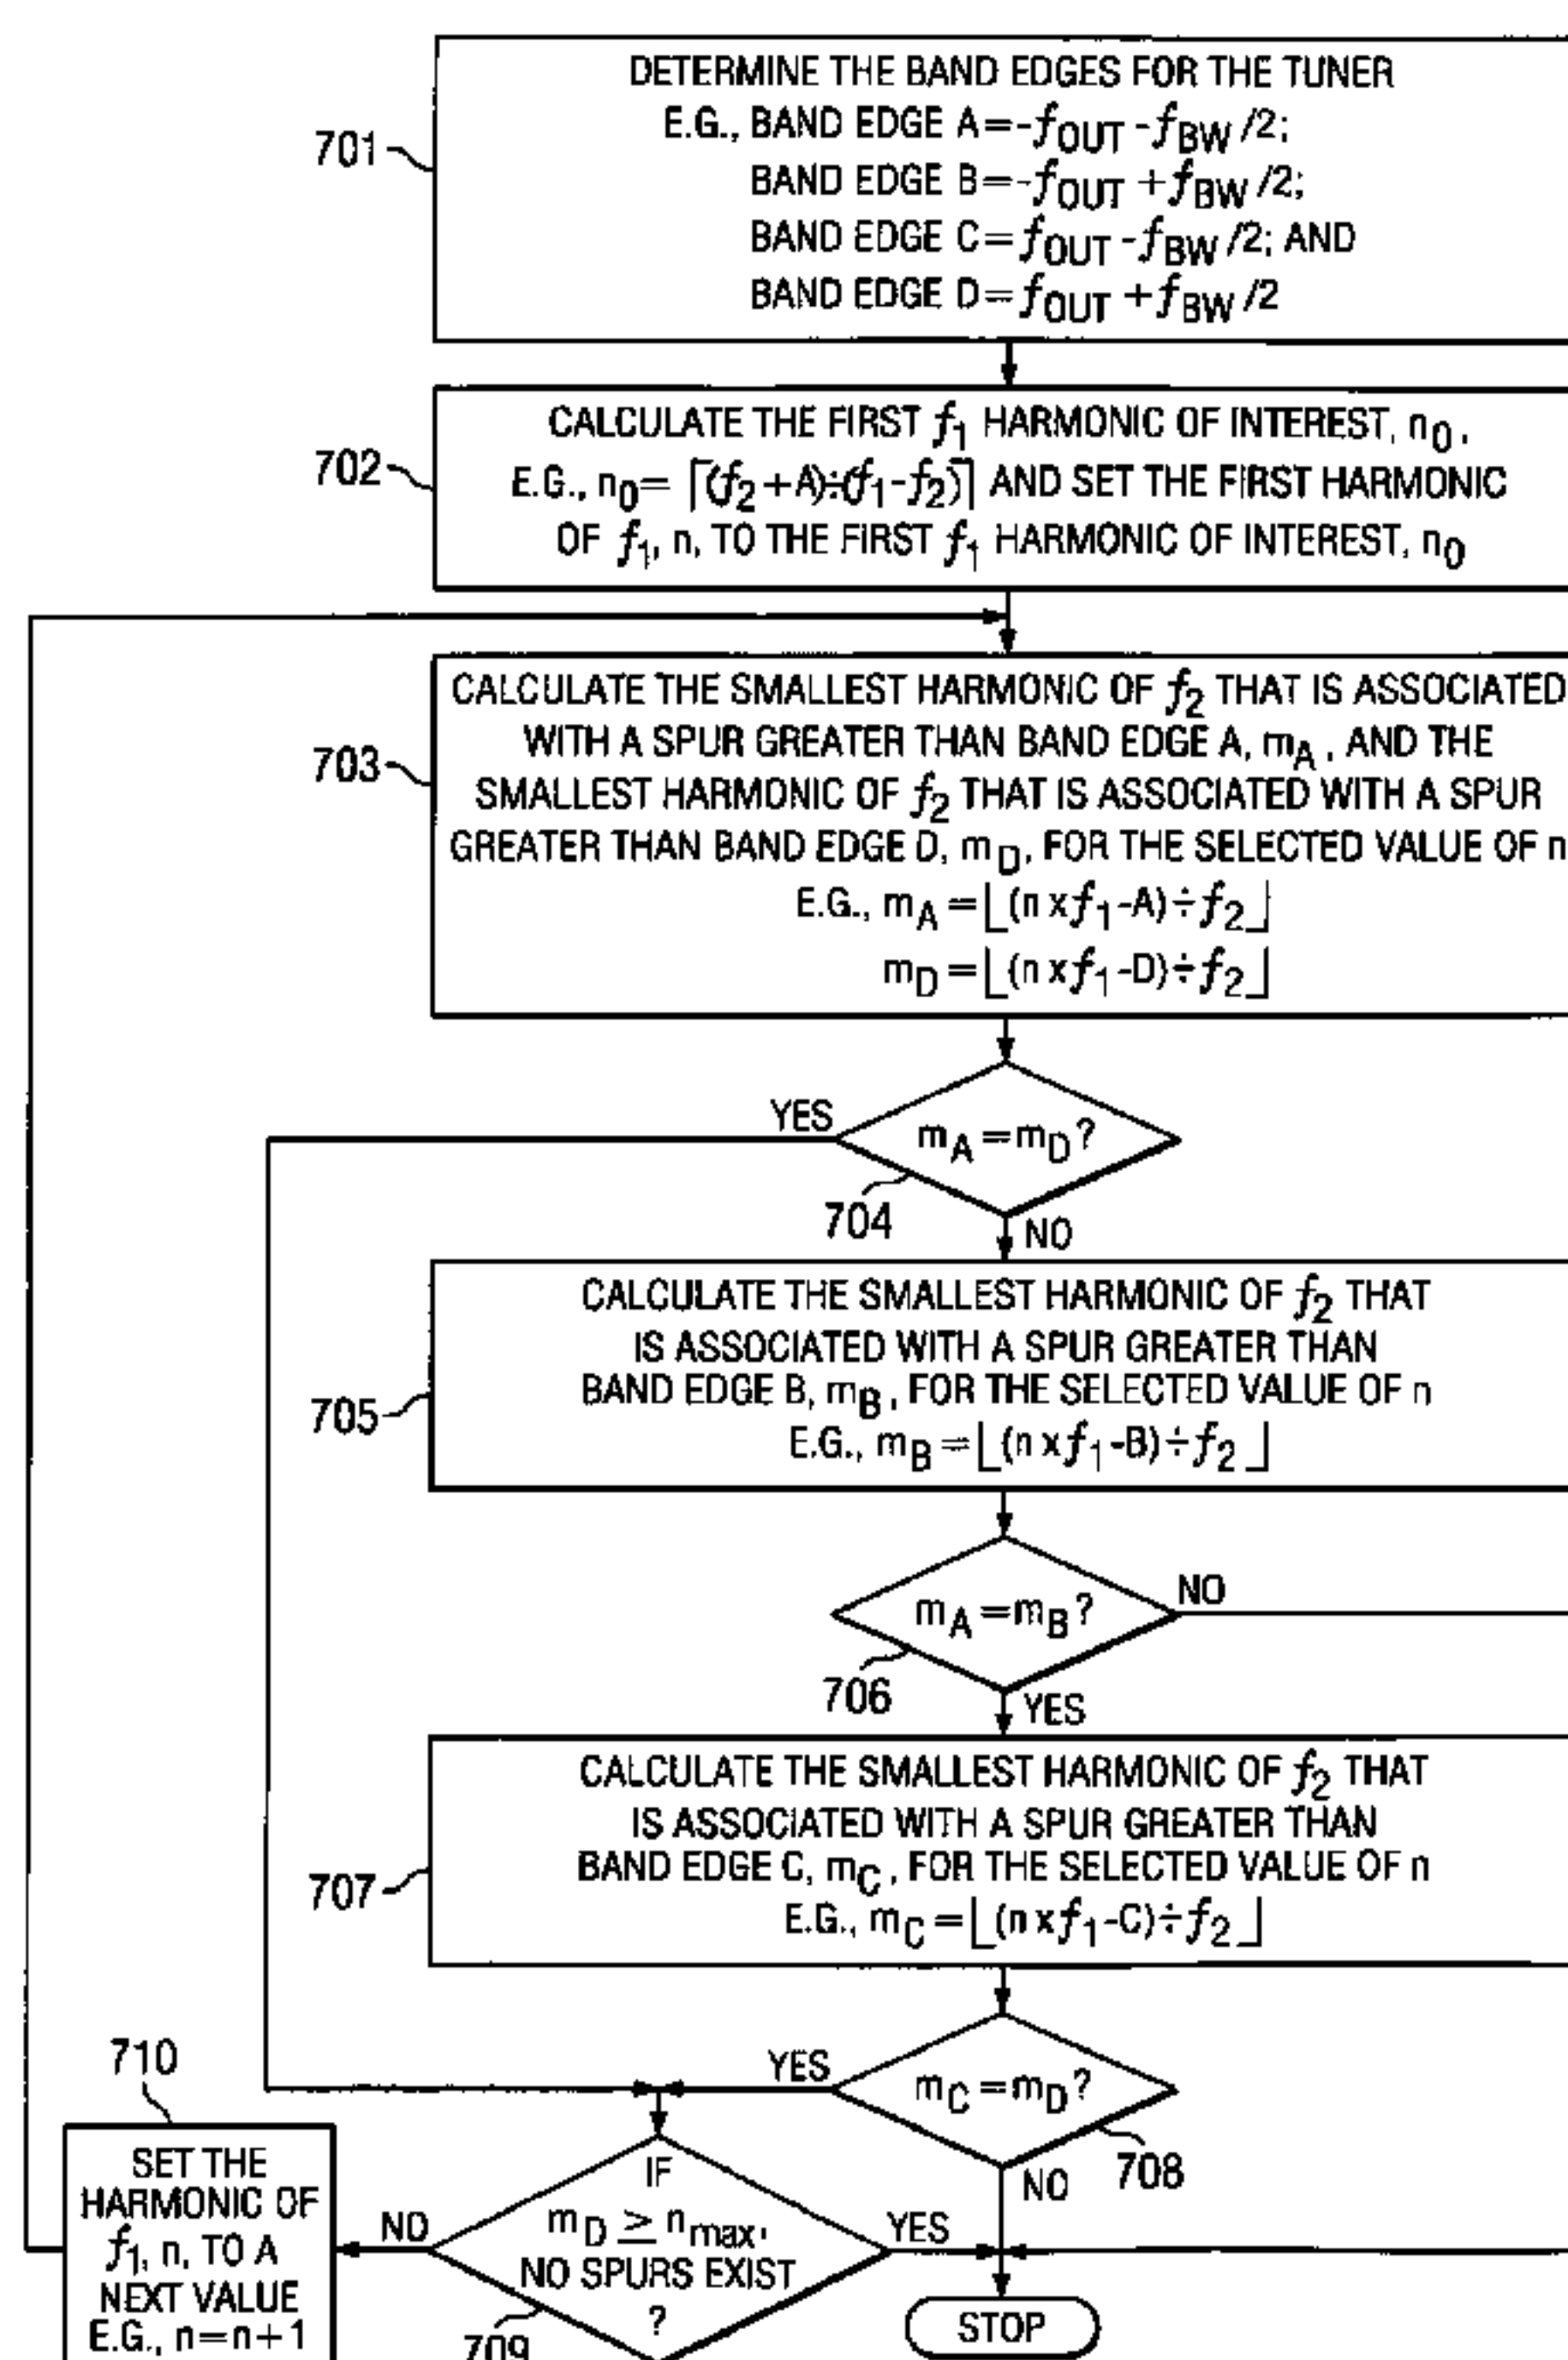 701
DETERMINE THE BAND EDGES FOR THE TUNER
E.G., BAND EDGE A=-fOUT -fBW /2;
BAND EDGE B=-fOUT +fBW /2;
BAND EDGE C=fOUT -fBW /2; AND
BAND EDGE D=fOUT +fBW /2
702
CALCULATE THE FIRST f1 HARMONIC OF INTEREST, n0,
E.G., n0= ⌈(f2+A)÷(f1-f2)⌉ AND SET THE FIRST HARMONIC
OF f1, n, TO THE FIRST f1 HARMONIC OF INTEREST, n0
703
CALCULATE THE SMALLEST HARMONIC OF f2 THAT IS ASSOCIATED
WITH A SPUR GREATER THAN BAND EDGE A, mA, AND THE
SMALLEST HARMONIC OF f2 THAT IS ASSOCIATED WITH A SPUR
GREATER THAN BAND EDGE D, mD, FOR THE SELECTED VALUE OF n
E.G., mA =⌊(n x f1-A)÷f2⌋
mD =⌊(n x f1-D)÷f2⌋
YES
mA =mD?
704
NO
705
CALCULATE THE SMALLEST HARMONIC OF f2 THAT
IS ASSOCIATED WITH A SPUR GREATER THAN
BAND EDGE B, mB, FOR THE SELECTED VALUE OF n
E.G., mB =⌊(n x f1-B)÷f2⌋
mA =mB?
NO
706
YES
707
CALCULATE THE SMALLEST HARMONIC OF f2 THAT
IS ASSOCIATED WITH A SPUR GREATER THAN
BAND EDGE C, mC, FOR THE SELECTED VALUE OF n
E.G., mC =⌊(n x f1-C)÷f2⌋
YES
mC =mD?
708
NO
710
SET THE
HARMONIC OF
f1, n, TO A
NEXT VALUE
E.G., n=n+1
NO
IF
mD ≥ nmax,
NO SPURS EXIST
?
YES
709
STOP